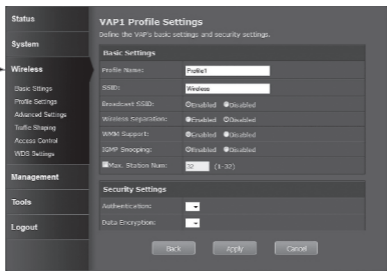 Status
System
Wireless
Basic Sttings
Profile Settings
Advanced Settings
Traffic Shaping
Access Control
WDS Settings
Management
Tools
Logout
VAP1 Profile Settings
Define the VAP's basic settings and security settings.
Basic Settings
Profile Name: Profile1
SSID: Wireless
Broadcast SSID: Enabled Disabled
Wireless Separation: Enabled Disabled
WMM Support: Enabled Disabled
IGMP Snooping: Enabled Disabled
Max. Station Num: 32 (1-32)
Security Settings
Authentication:
Data Encryption:
Back Apply Cancel